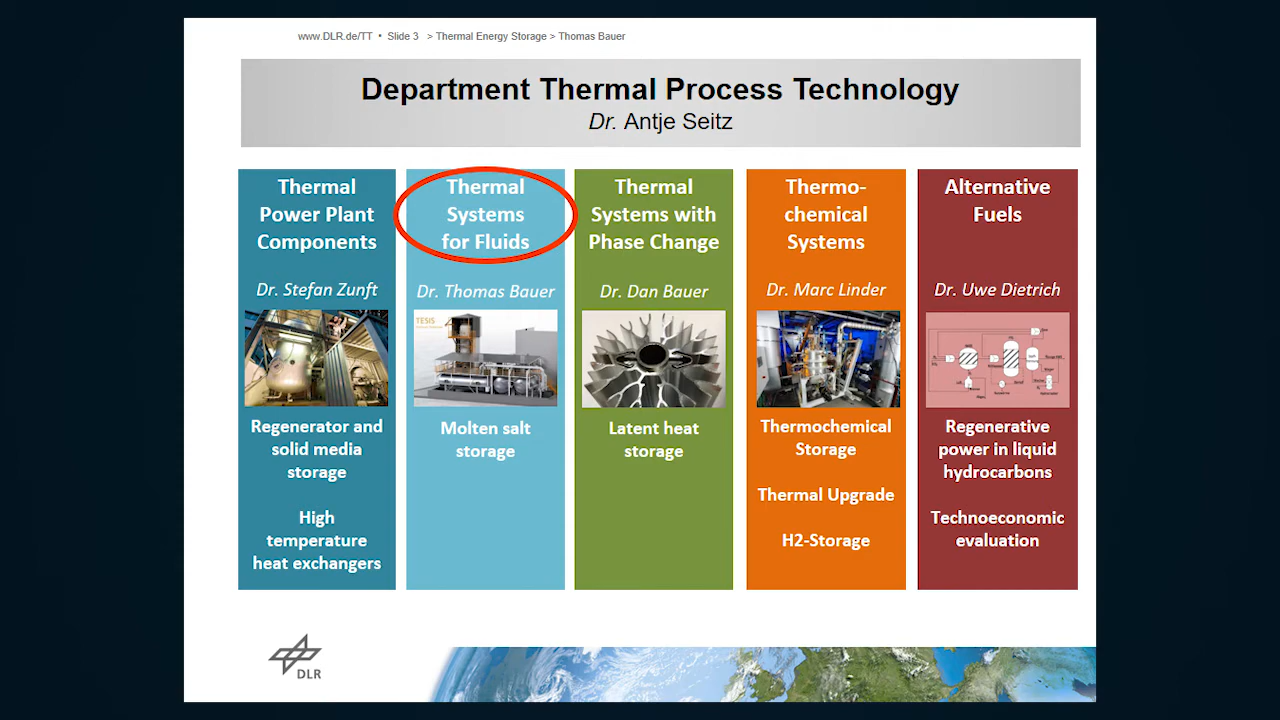 www.DLR.de/TT • Slide 3 > Thermal Energy Storage > Thomas Bauer
Department Thermal Process Technology
Dr. Antje Seitz
Thermal
Power Plant
Components
Dr. Stefan Zunft
Regenerator and
solid media
storage
High
temperature
heat exchangers
Thermal
Systems
for Fluids
Dr. Thomas Bauer
TESIS
Molten salt
storage
Thermal
Systems with
Phase Change
Dr. Dan Bauer
Latent heat
storage
Thermo-
chemical
Systems
Dr. Marc Linder
Thermochemical
Storage
Thermal Upgrade
H2-Storage
Alternative
Fuels
Dr. Uwe Dietrich
Regenerative
power in liquid
hydrocarbons
Technoeconomic
evaluation
DLR